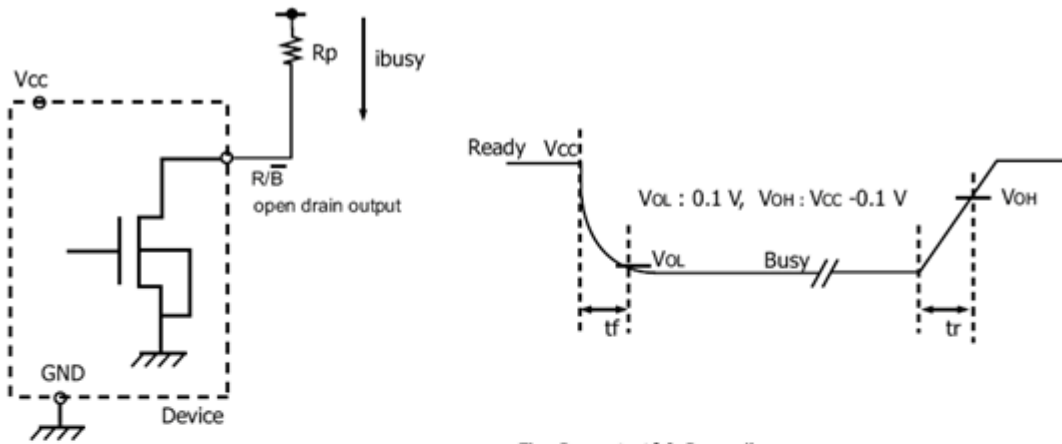 Rp
ibusy
Vcc
R/B̅
open drain output
GND
Device
Ready Vcc
VOL : 0.1 V, VOH : VCC -0.1 V
VOH
VOL
Busy
tf
tr